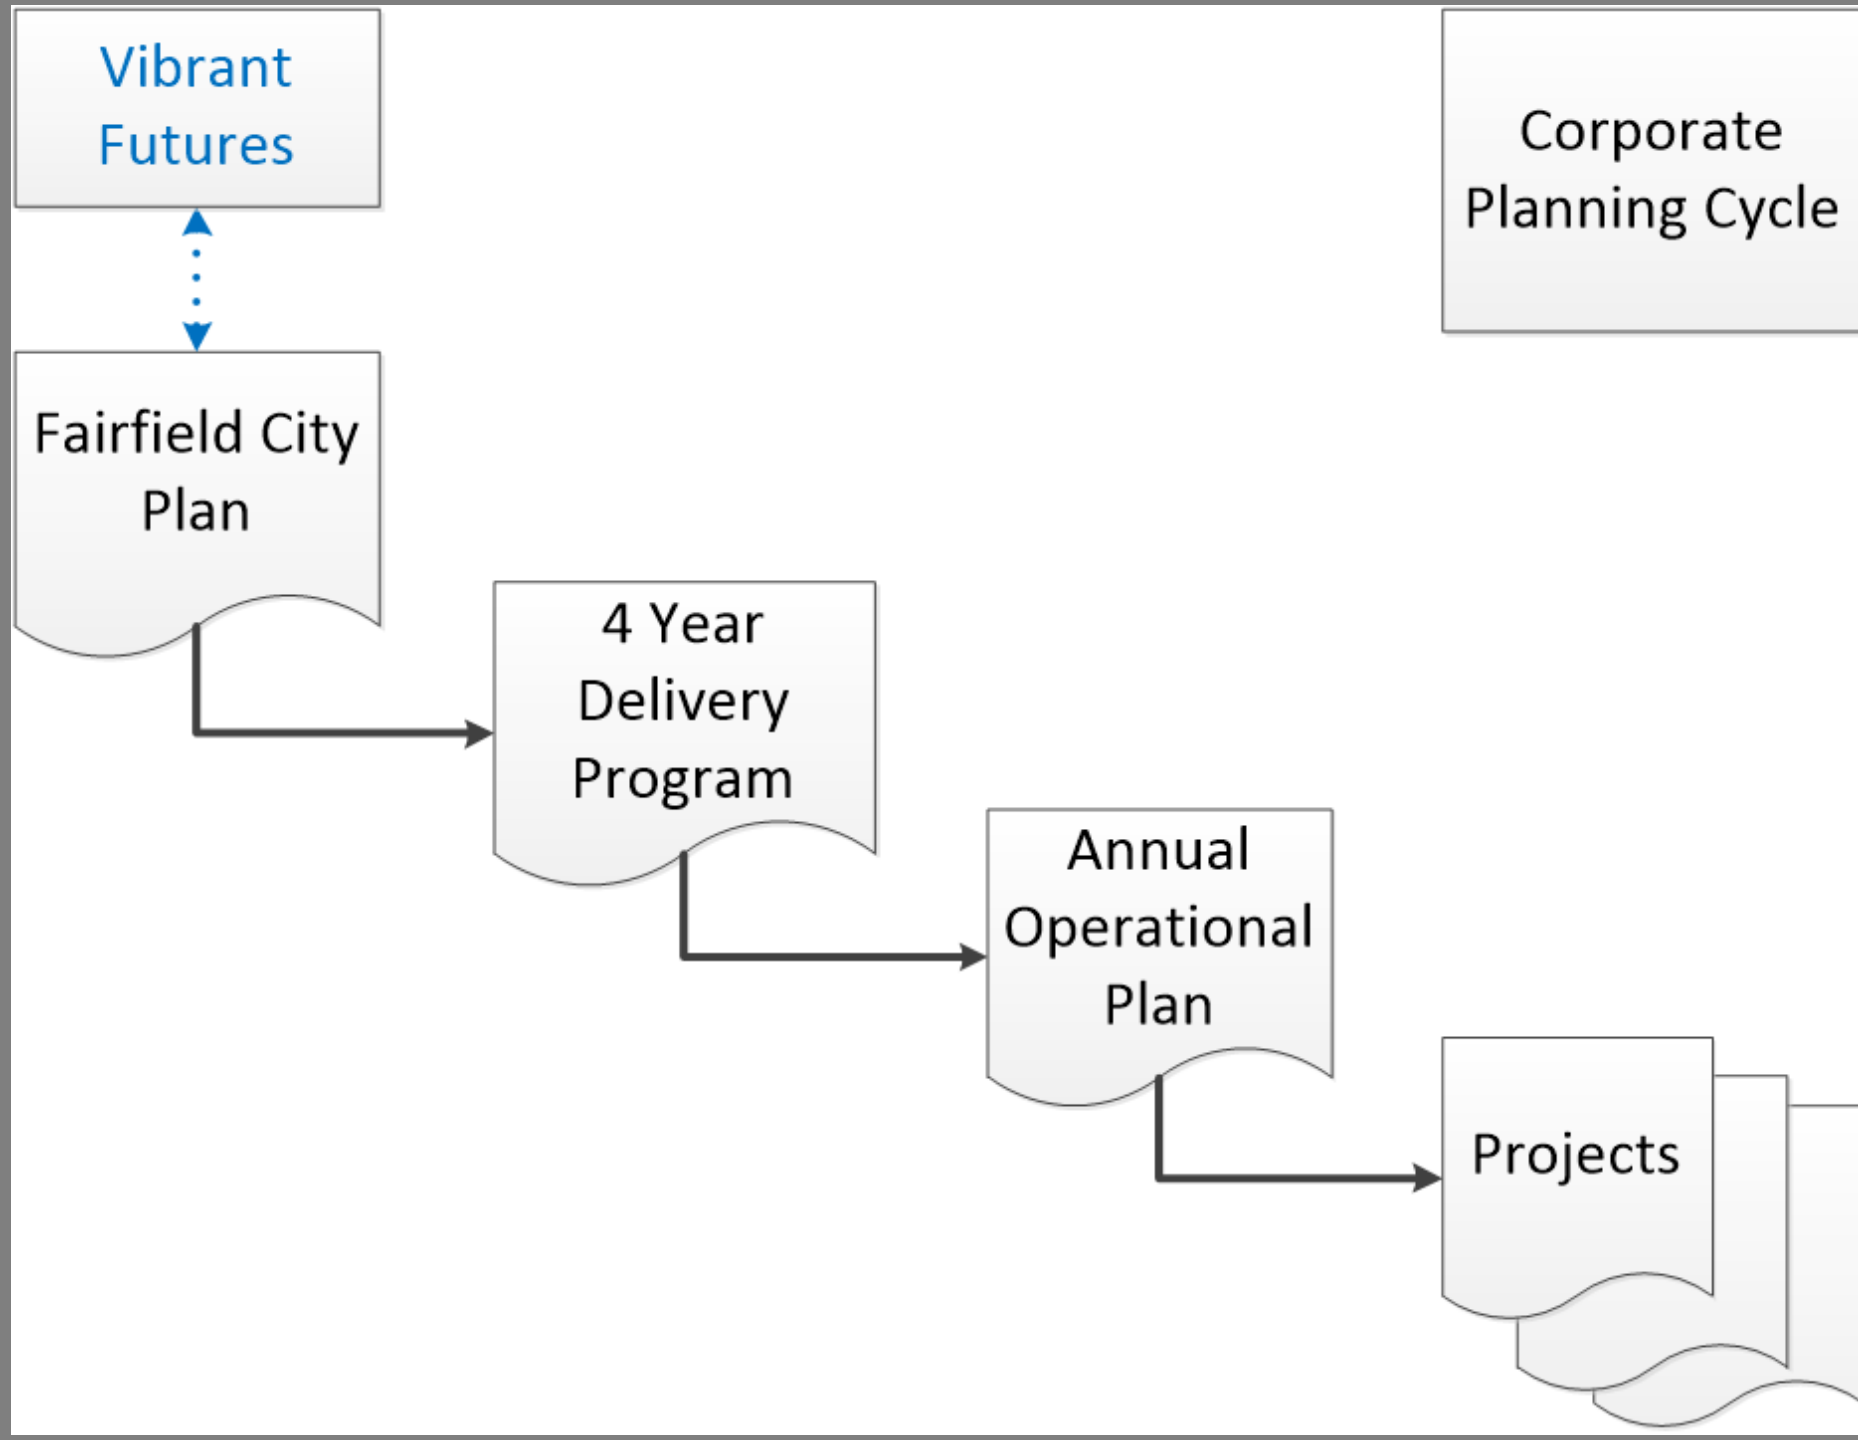 Vibrant
Futures
Corporate
Planning Cycle
Fairfield City
Plan
4 Year
Delivery
Program
Annual
Operational
Plan
Projects